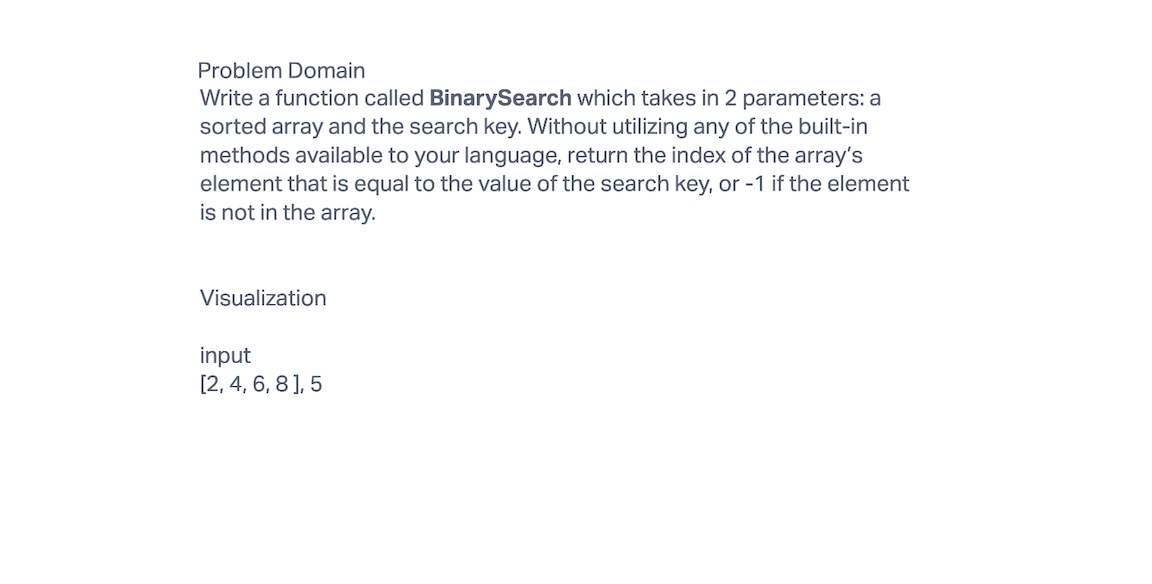 Problem Domain
Write a function called BinarySearch which takes in 2 parameters: a
sorted array and the search key. Without utilizing any of the built-in
methods available to your language, return the index of the array’s
element that is equal to the value of the search key, or -1 if the element
is not in the array.
Visualization
input
[2, 4, 6, 8 ], 5